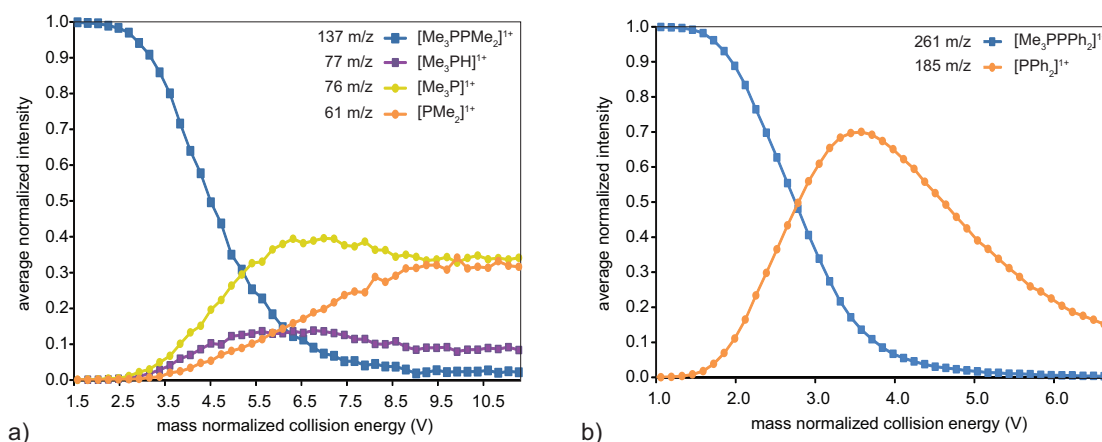 1.0
0.9
0.8
0.7
0.6
0.5
0.4
0.3
0.2
0.1
0.0
average normalized intensity
137 m/z [Me₃PPMe₂]¹⁺
77 m/z [Me₃PH]¹⁺
76 m/z [Me₃P]¹⁺
61 m/z [PMe₂]¹⁺
1.5 2.5 3.5 4.5 5.5 6.5 7.5 8.5 9.5 10.5
mass normalized collision energy (V)
a)
1.0
0.9
0.8
0.7
0.6
0.5
0.4
0.3
0.2
0.1
0.0
average normalized intensity
261 m/z [Me₃PPPh₂]¹
185 m/z [PPh₂]¹⁺
1.0 2.0 3.0 4.0 5.0 6.0
mass normalized collision energy (V)
b)